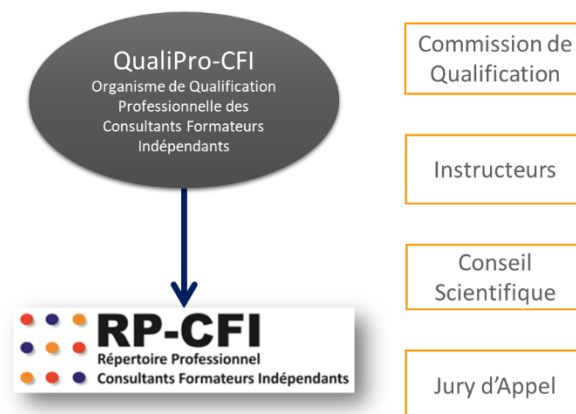 QualiPro-CFI
Organisme de Qualification
Professionnelle des
Consultants Formateurs
Indépendants
RP-CFI
Répertoire Professionnel
Consultants Formateurs Indépendants
Commission de
Qualification
Instructeurs
Conseil
Scientifique
Jury d'Appel